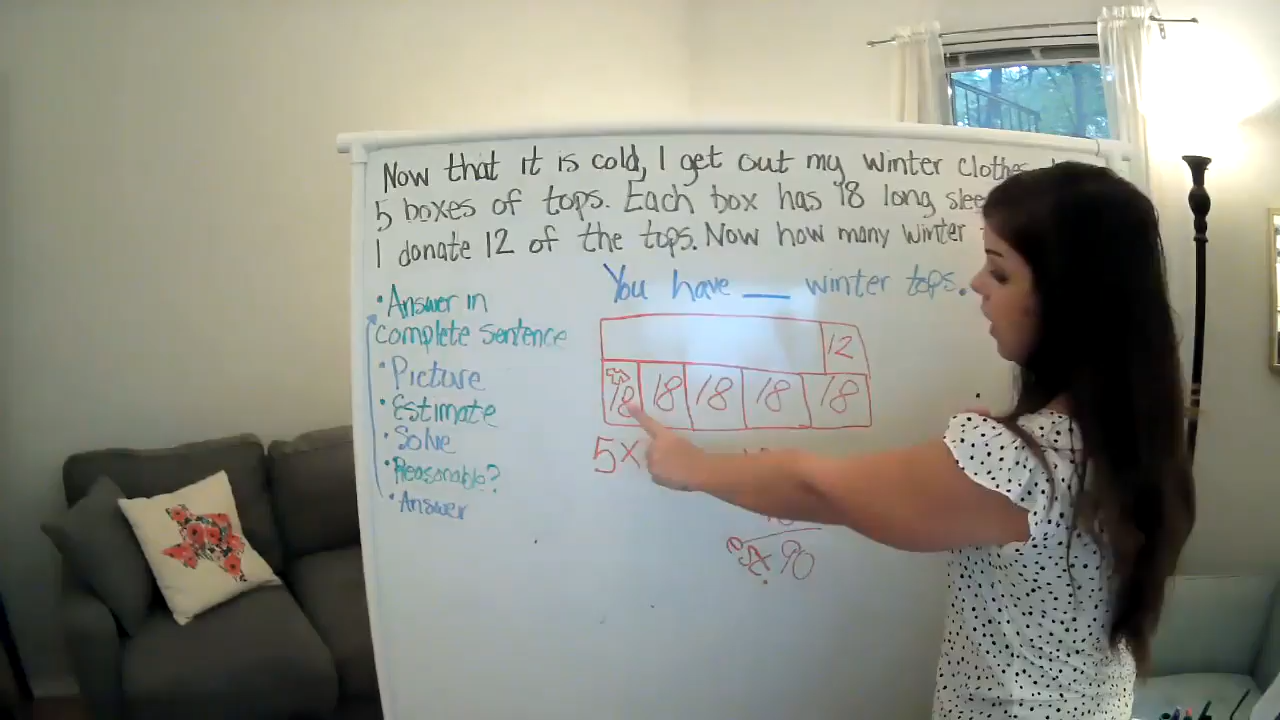 Now that it is cold, I get out my winter clothes
5 boxes of tops. Each box has 18 long
I donate 12 of the tops. Now how many winter
You have ___ winter tops.
• Answer in
complete sentence
• Picture
• Estimate
• Solve
• Reasonable?
• Answer
12
18 18 18 18 18
5x
90